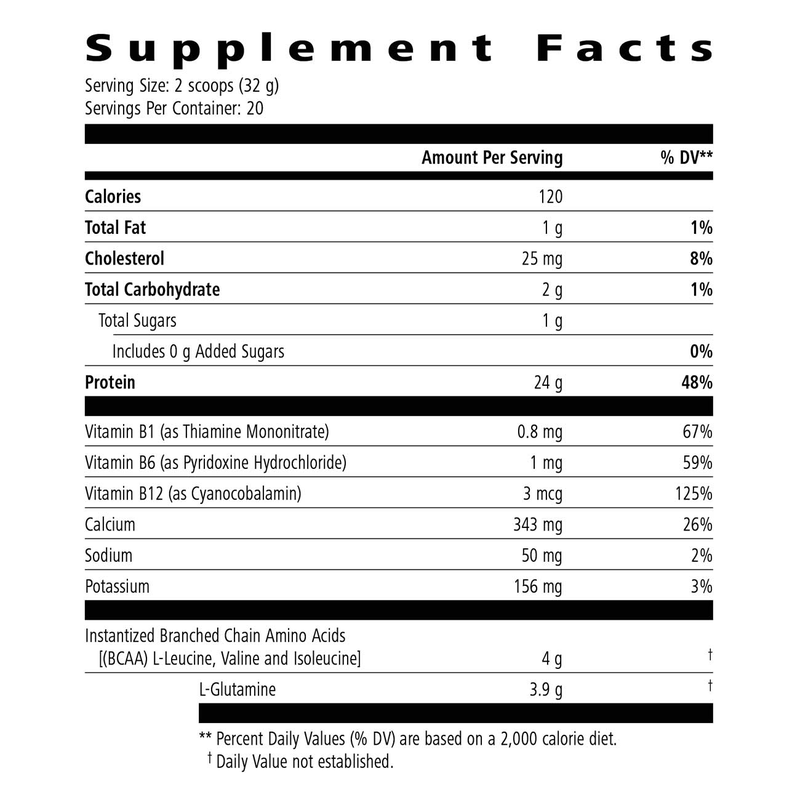 Supplement Facts
Serving Size: 2 scoops (32 g)
Servings Per Container: 20
Amount Per Serving % DV**
Calories 120
Total Fat 1 g 1%
Cholesterol 25 mg 8%
Total Carbohydrate 2 g 1%
Total Sugars 1 g
Includes 0 g Added Sugars 0%
Protein 24 g 48%
Vitamin B1 (as Thiamine Mononitrate) 0.8 mg 67%
Vitamin B6 (as Pyridoxine Hydrochloride) 1 mg 59%
Vitamin B12 (as Cyanocobalamin) 3 mcg 125%
Calcium 343 mg 26%
Sodium 50 mg 2%
Potassium 156 mg 3%
Instantized Branched Chain Amino Acids
[(BCAA) L-Leucine, Valine and Isoleucine] 4 g †
L-Glutamine 3.9 g †
** Percent Daily Values (% DV) are based on a 2,000 calorie diet.
† Daily Value not established.